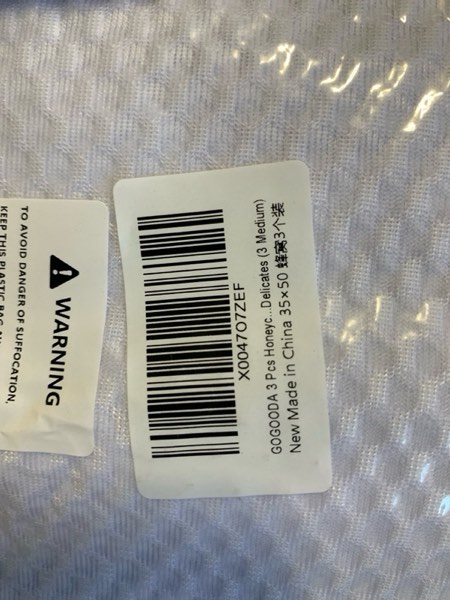 X0047O7ZEF
GOGOODA 3 Pcs Honeyc...Delicates (3 Medium)
New Made in China 35×50 蜂窝3个装
WARNING
TO AVOID DANGER OF SUFFOCATION,
KEEP THIS PLASTIC BAG